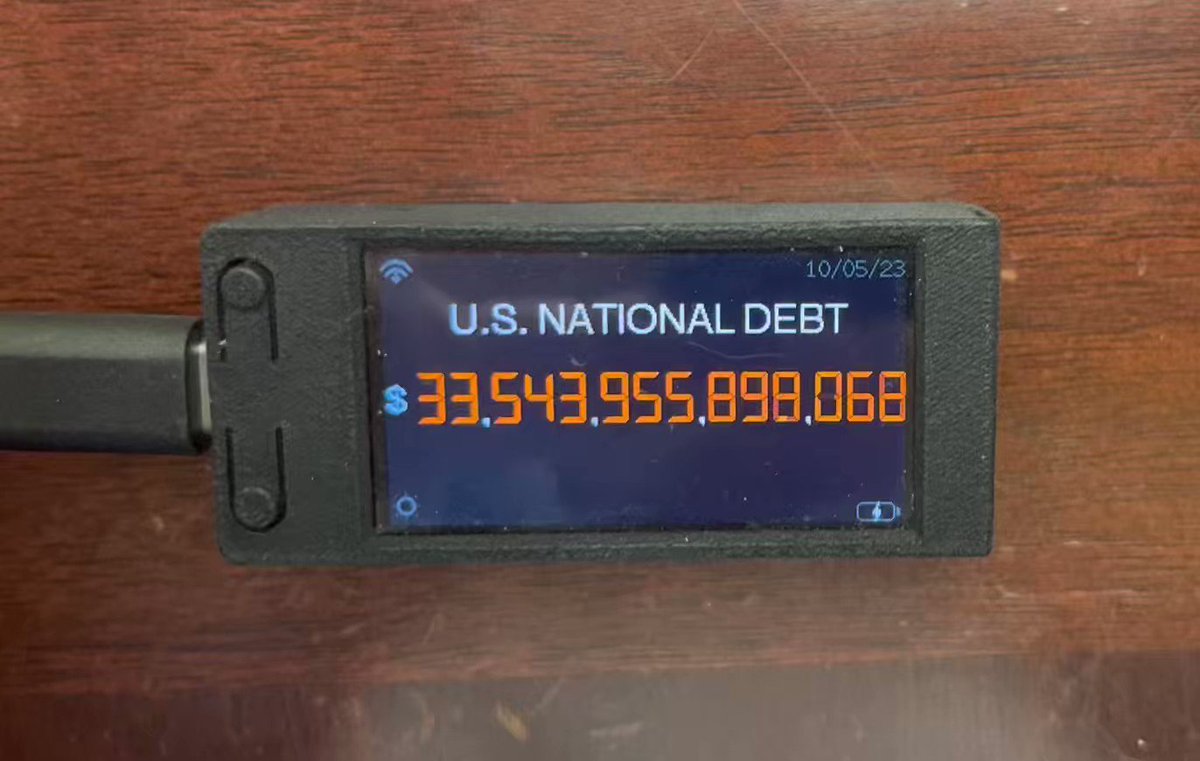 10/05/23
U.S. NATIONAL DEBT
$33,543,955,898,068